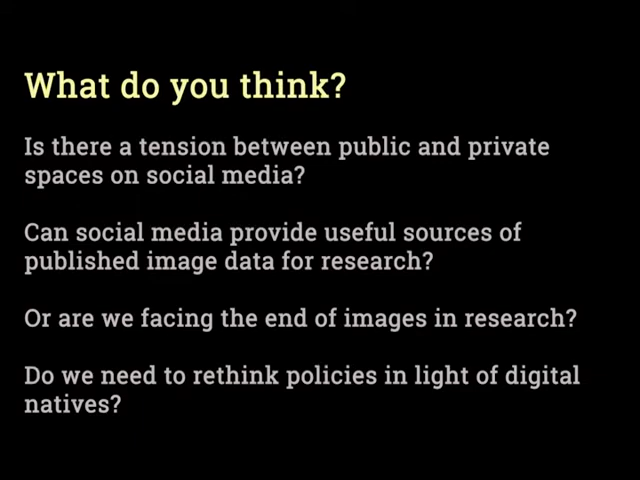 What do you think?
Is there a tension between public and private
spaces on social media?
Can social media provide useful sources of
published image data for research?
Or are we facing the end of images in research?
Do we need to rethink policies in light of digital
natives?